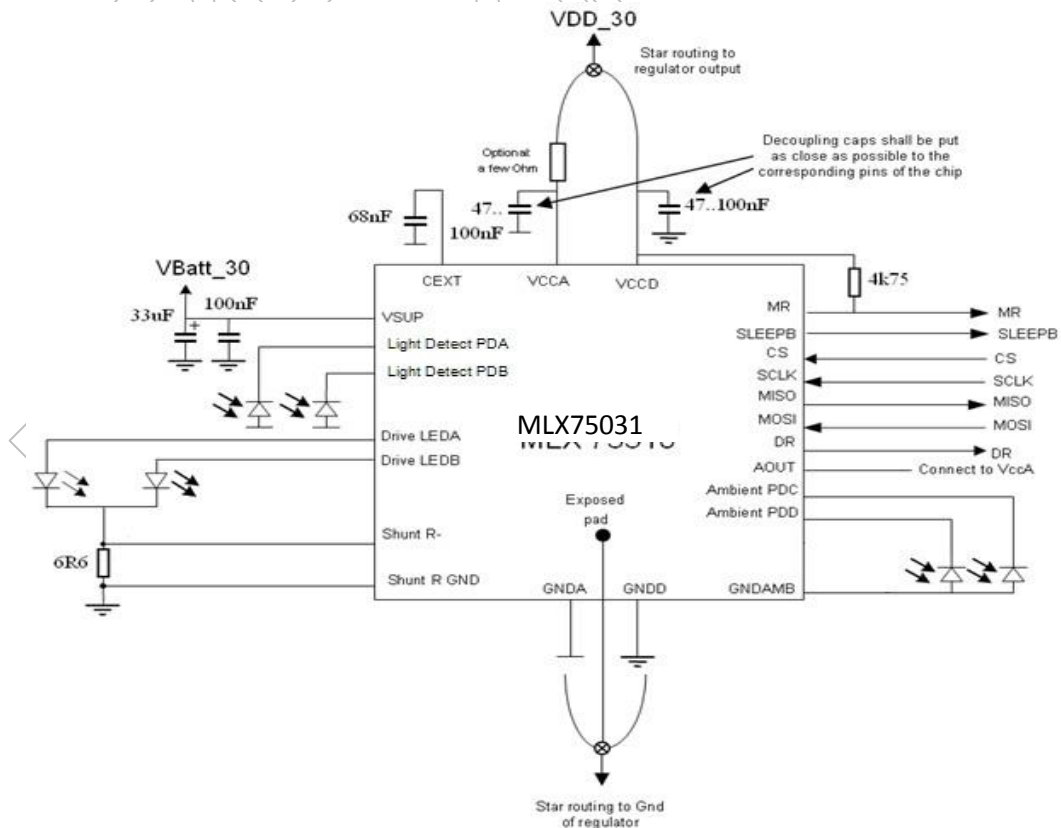 VDD_30
Star routing to
regulator output
Optional:
a few Ohm
Decoupling caps shall be put
as close as possible to the
corresponding pins of the chip
68nF
47..
100nF
47..100nF
VBatt_30
33uF
+
100nF
4k75
CEXT
VCCA
VCCD
VSUP
Light Detect PDA
Light Detect PDB
Drive LEDA
Drive LEDB
Shunt R-
Shunt R GND
6R6
MLX75031
Exposed
pad
MR
SLEEPB
CS
SCLK
MISO
MOSI
DR
AOUT
Ambient PDC
Ambient PDD
GNDAMB
MR
SLEEPB
CS
SCLK
MISO
MOSI
DR
Connect to VccA
GNDA
GNDD
Star routing to Gnd
of regulator